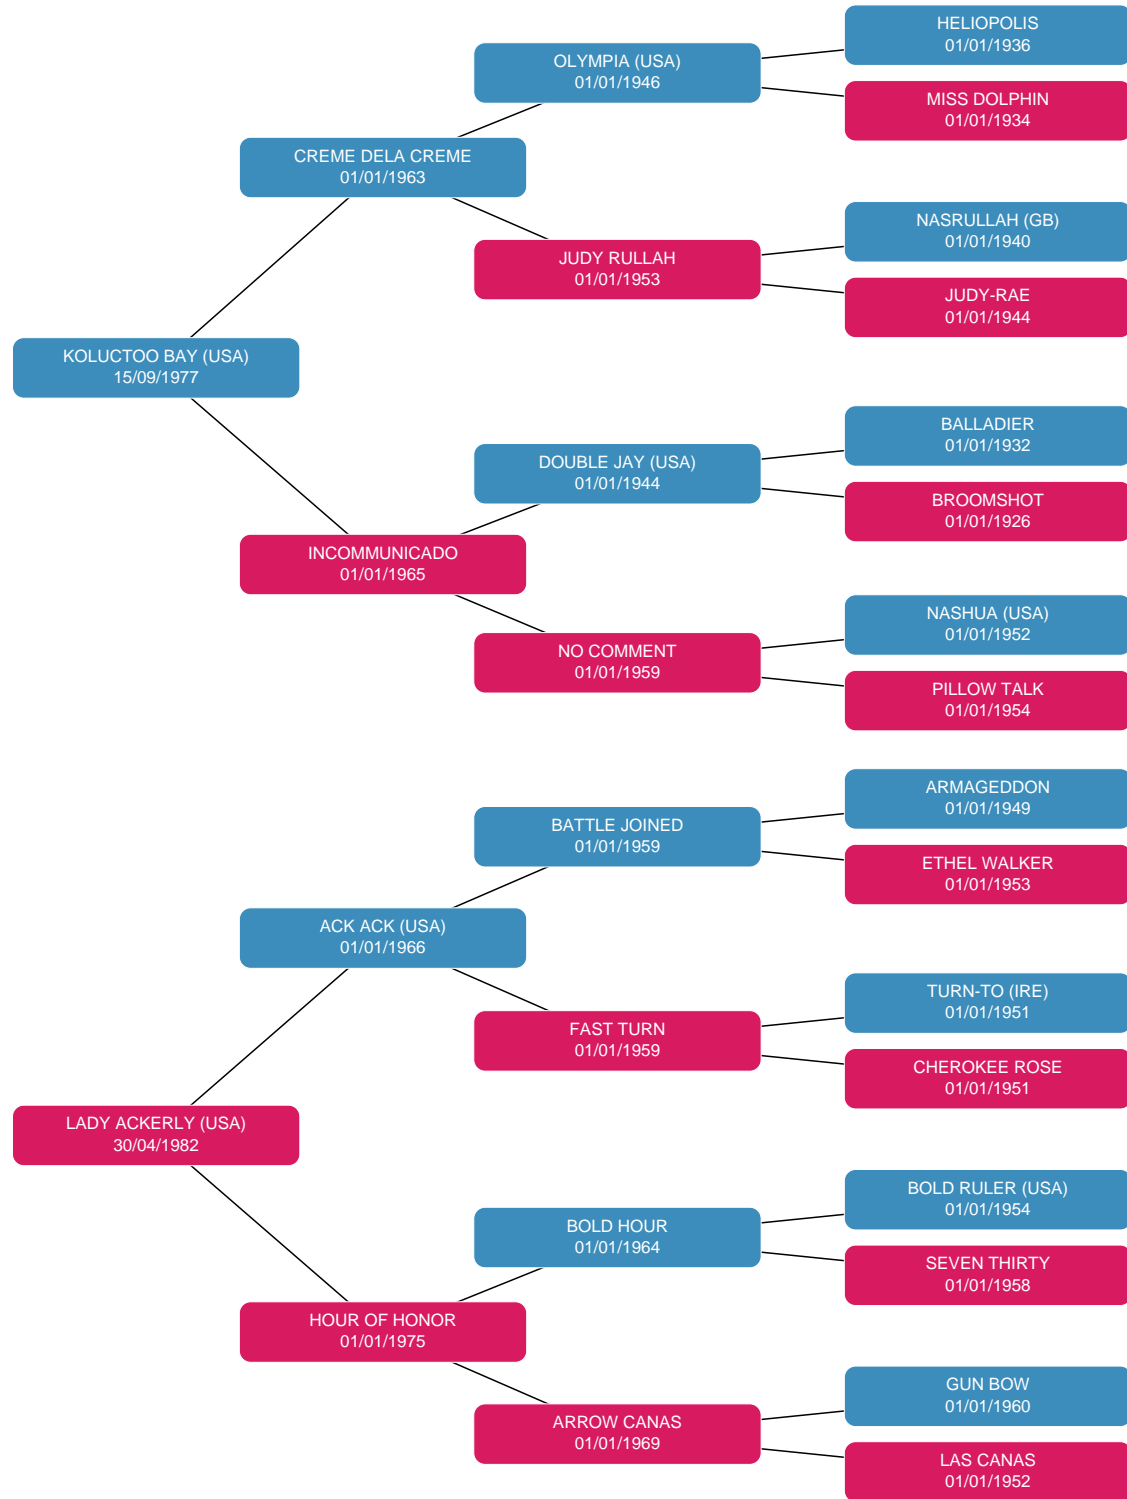 HELIOPOLIS
01/01/1936
OLYMPIA (USA)
01/01/1946
MISS DOLPHIN
01/01/1934
CREME DELA CREME
01/01/1963
NASRULLAH (GB)
01/01/1940
JUDY RULLAH
01/01/1953
JUDY-RAE
01/01/1944
KOLUCTOO BAY (USA)
15/09/1977
BALLADIER
01/01/1932
DOUBLE JAY (USA)
01/01/1944
BROOMSHOT
01/01/1926
INCOMMUNICADO
01/01/1965
NASHUA (USA)
01/01/1952
NO COMMENT
01/01/1959
PILLOW TALK
01/01/1954
ARMAGEDDON
01/01/1949
BATTLE JOINED
01/01/1959
ETHEL WALKER
01/01/1953
ACK ACK (USA)
01/01/1966
TURN-TO (IRE)
01/01/1951
FAST TURN
01/01/1959
CHEROKEE ROSE
01/01/1951
LADY ACKERLY (USA)
30/04/1982
BOLD RULER (USA)
01/01/1954
BOLD HOUR
01/01/1964
SEVEN THIRTY
01/01/1958
HOUR OF HONOR
01/01/1975
GUN BOW
01/01/1960
ARROW CANAS
01/01/1969
LAS CANAS
01/01/1952